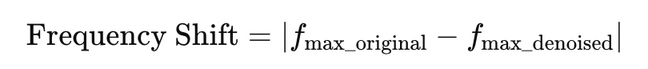 Frequency Shift = |f_max_original − f_max_denoised|